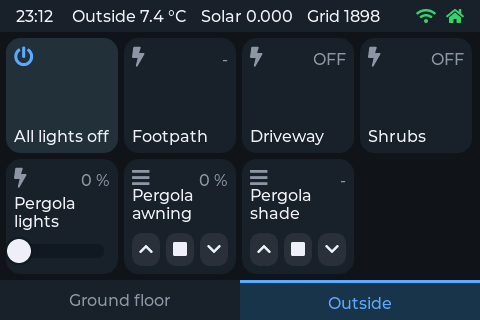 23:12 Outside 7.4 °C Solar 0.000 Grid 1898
All lights off
-
Footpath
OFF
Driveway
OFF
Shrubs
0 %
Pergola
lights
0 %
Pergola
awning
-
Pergola
shade
Ground floor
Outside